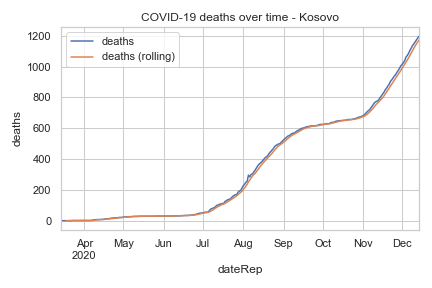 COVID-19 deaths over time - Kosovo
deaths
deaths (rolling)
1200
1000
800
600
400
200
0
deaths
Apr May Jun Jul Aug Sep Oct Nov Dec
2020
dateRep